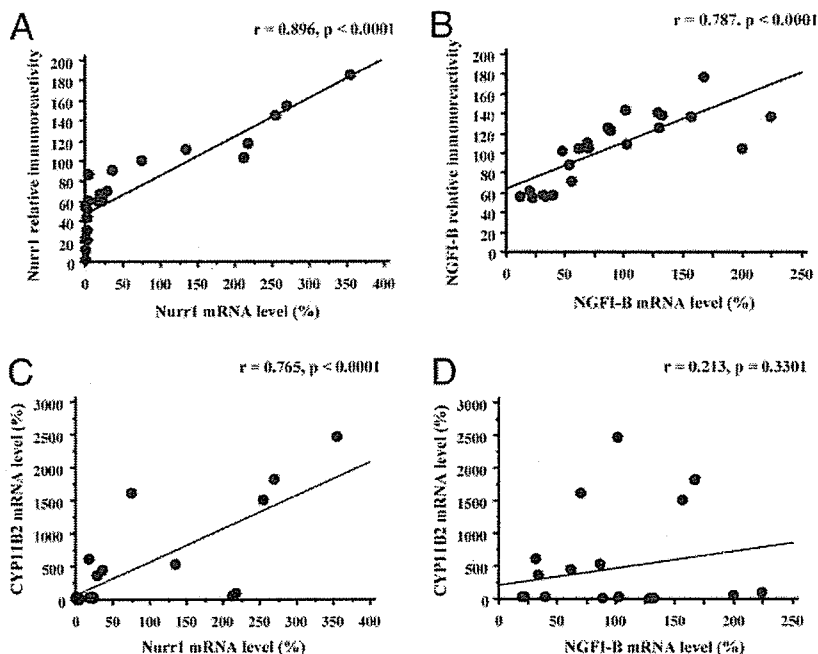 A
r = 0.896, p < 0.0001
Nurr1 relative immunoreactivity
200
180
160
140
120
100
80
60
40
20
0
0 50 100 150 200 250 300 350 400
Nurr1 mRNA level (%)
B
r = 0.787. p < 0.0001
NGFI-B relative immunoreactivity
200
180
160
140
120
100
80
60
40
20
0
0 50 100 150 200 250
NGFI-B mRNA level (%)
C
r = 0.765, p < 0.0001
CYP11B2 mRNA level (%)
3000
2500
2000
1500
1000
500
0
0 50 100 150 200 250 300 350 400
Nurr1 mRNA level (%)
D
r = 0.213, p = 0.3301
CYP11B2 mRNA level (%)
3000
2500
2000
1500
1000
500
0
0 50 100 150 200 250
NGFI-B mRNA level (%)